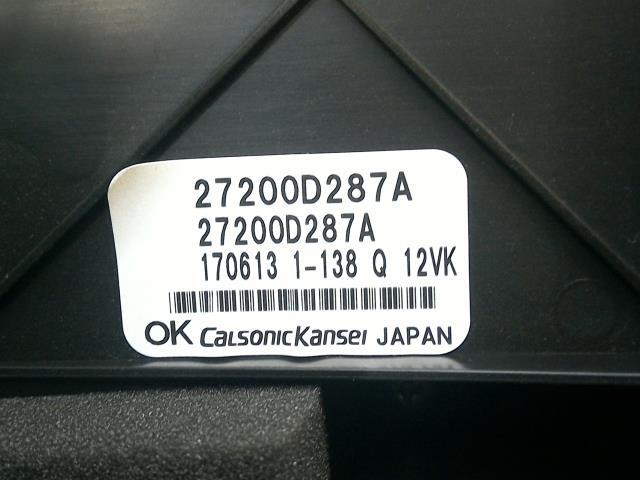 27200D287A
27200D287A
170613 1-138 Q 12VK
OK CalsonicKansei JAPAN